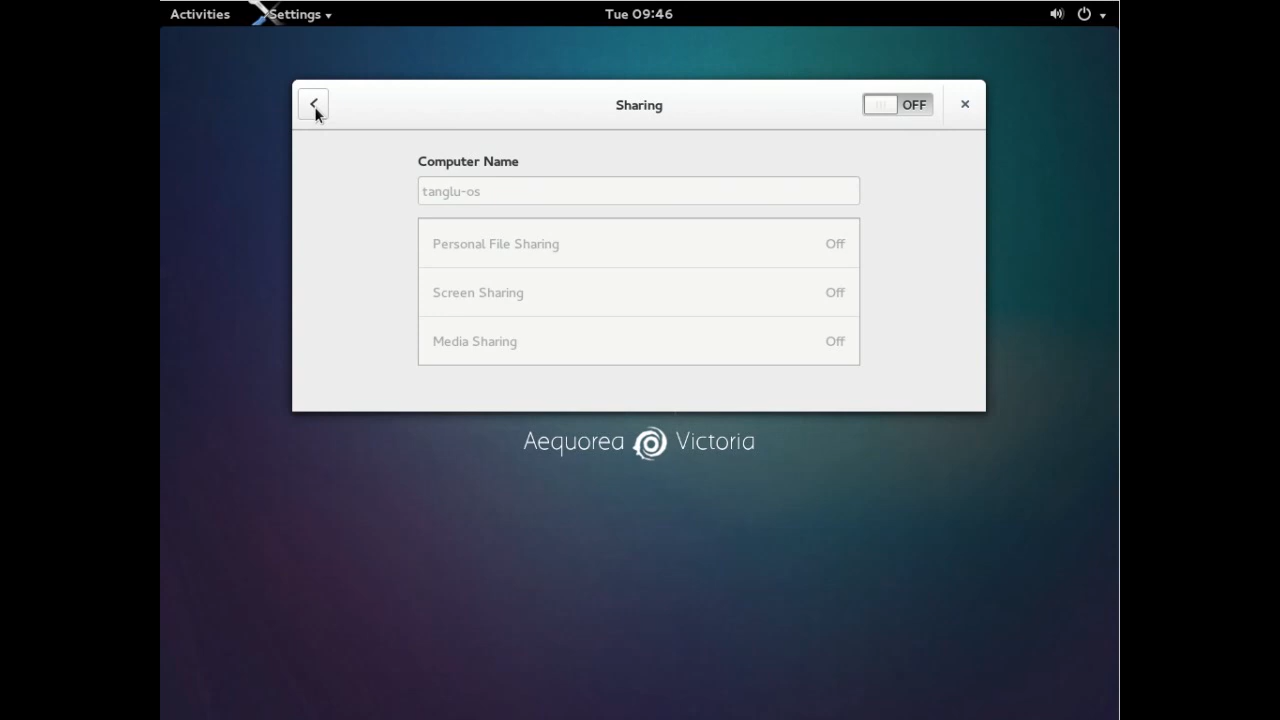 Activities Settings Tue 09:46
Sharing OFF
Computer Name
tanglu-os
Personal File Sharing Off
Screen Sharing Off
Media Sharing Off
Aequorea Victoria